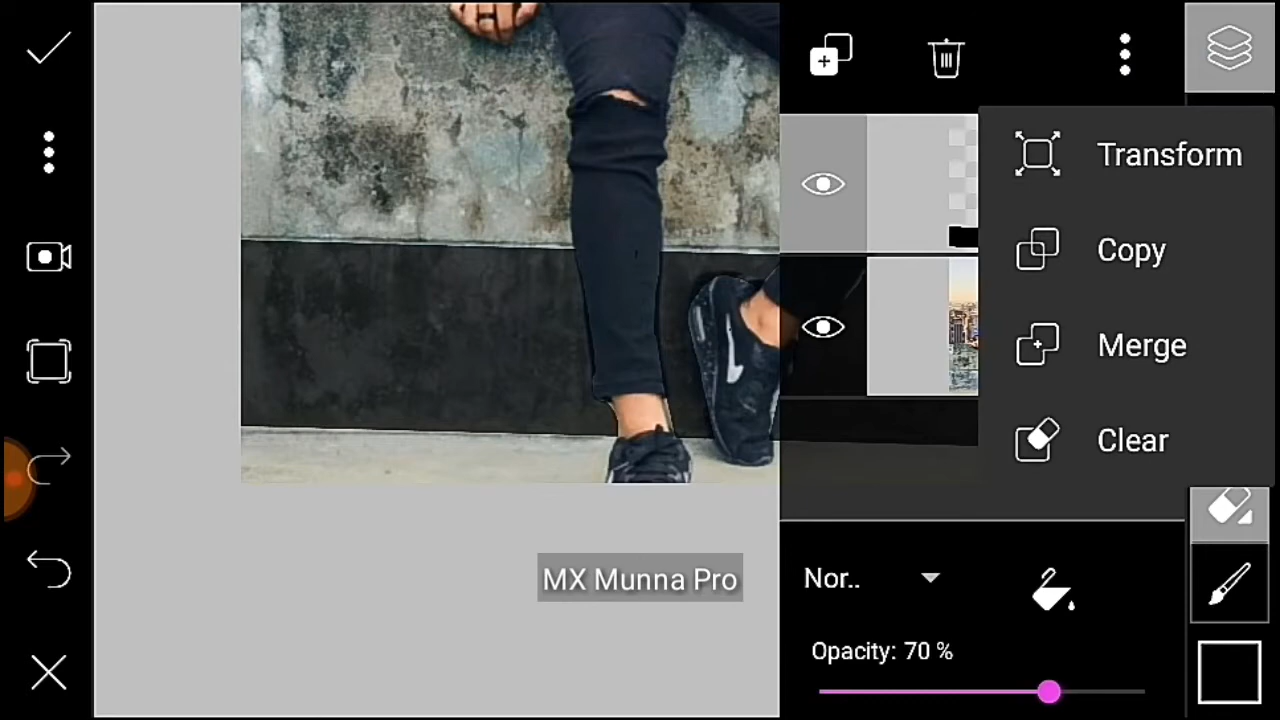 Transform
Copy
Merge
Clear
MX Munna Pro
Nor..
Opacity: 70 %